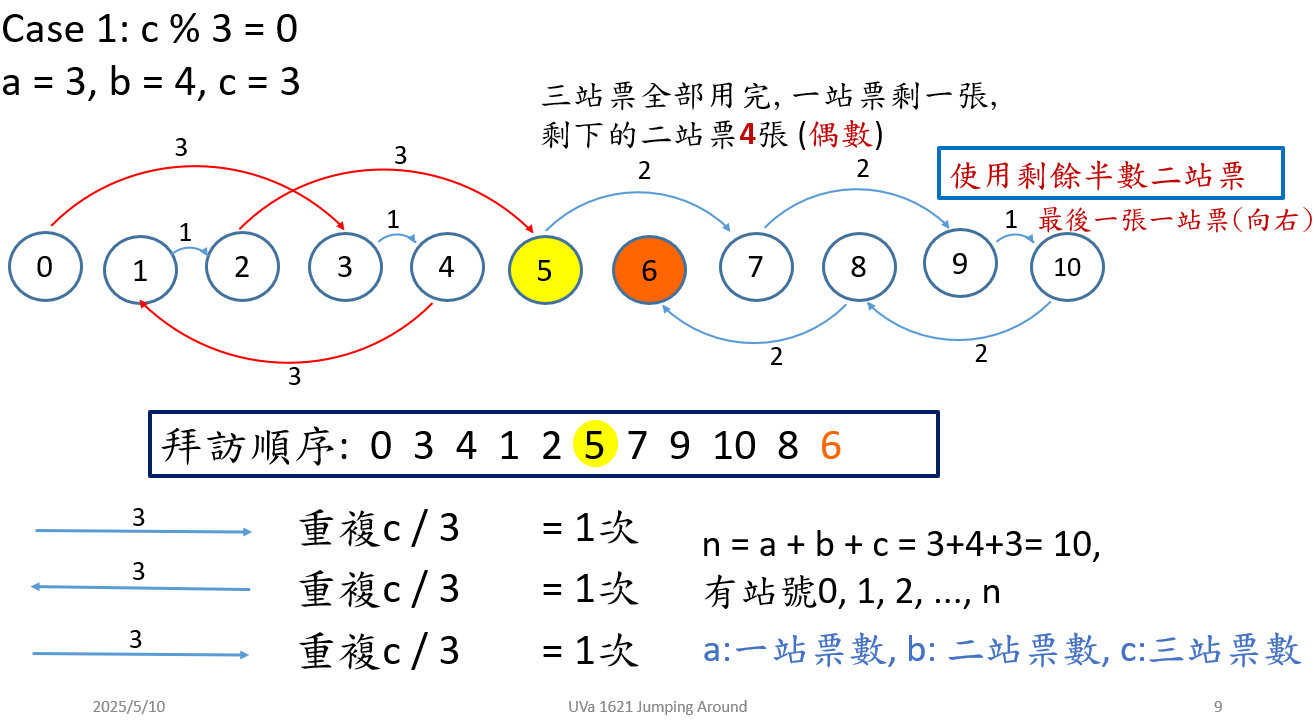 Case 1: c % 3 = 0
a = 3, b = 4, c = 3
三站票全部用完, 一站票剩一張,
剩下的二站票4張 (偶數)
3
3
2
2
使用剩餘半數二站票
1
1
1
最後一張一站票(向右)
0
1
2
3
4
5
6
7
8
9
10
3
2
2
拜訪順序: 0 3 4 1 2 5 7 9 10 8 6
3
重複c / 3 = 1次
n = a + b + c = 3+4+3= 10,
3
重複c / 3 = 1次
有站號0, 1, 2, ..., n
3
重複c / 3 = 1次
a:一站票數, b: 二站票數, c:三站票數
2025/5/10
UVa 1621 Jumping Around
9